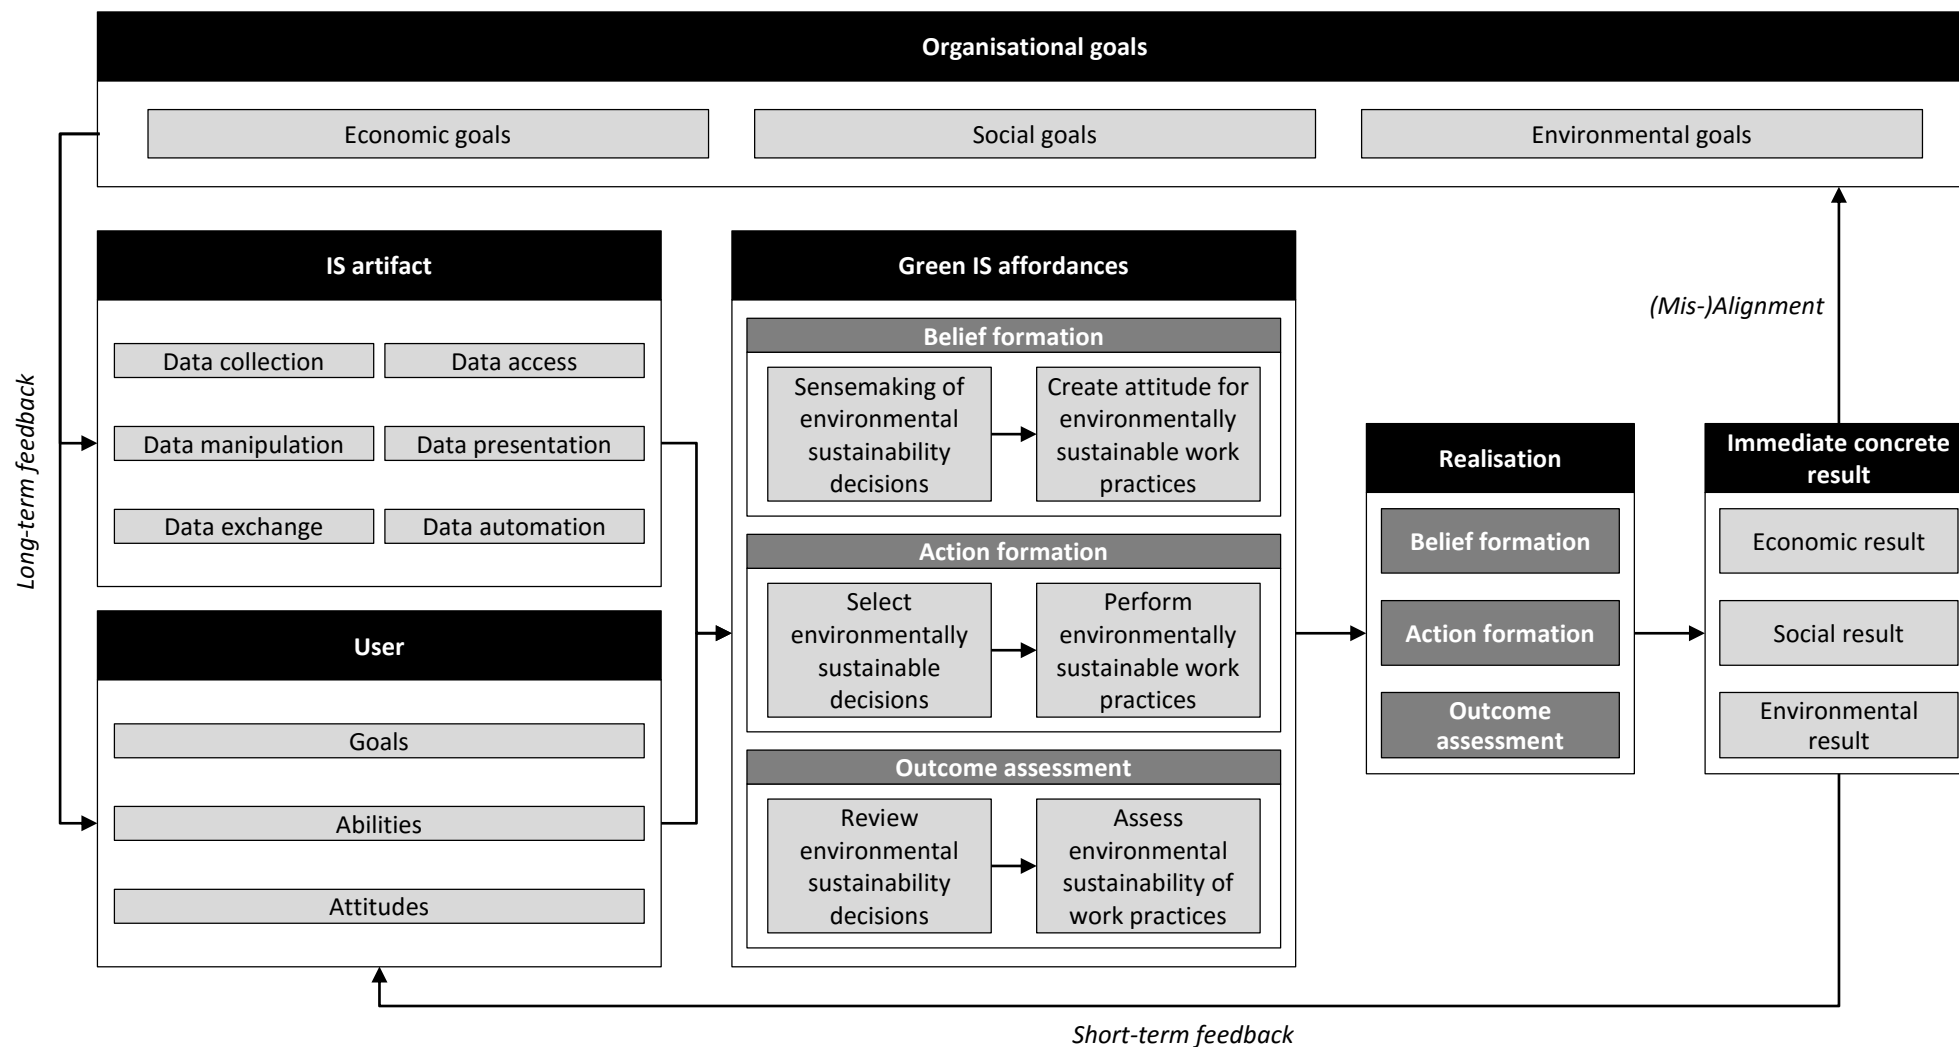 Organisational goals
Economic goals
Social goals
Environmental goals
Long-term feedback
IS artifact
Data collection
Data access
Data manipulation
Data presentation
Data exchange
Data automation
User
Goals
Abilities
Attitudes
Green IS affordances
Belief formation
Sensemaking of
environmental
sustainability
decisions
Create attitude for
environmentally
sustainable work
practices
Action formation
Select
environmentally
sustainable
decisions
Perform
environmentally
sustainable work
practices
Outcome assessment
Review
environmental
sustainability
decisions
Assess
environmental
sustainability of
work practices
Realisation
Belief formation
Action formation
Outcome
assessment
(Mis-)Alignment
Immediate concrete
result
Economic result
Social result
Environmental
result
Short-term feedback